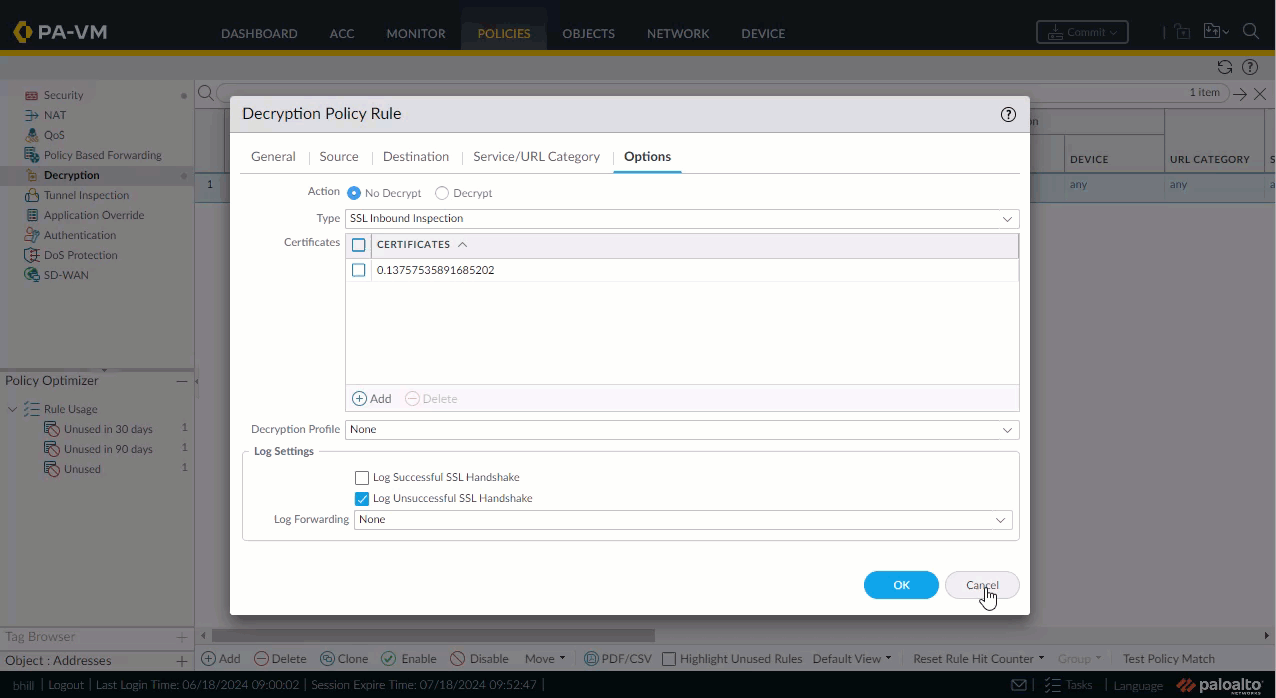 PA-VM
DASHBOARD ACC MONITOR POLICIES OBJECTS NETWORK DEVICE
Commit
Security
NAT
QoS
Policy Based Forwarding
Decryption
Tunnel Inspection
Application Override
Authentication
DoS Protection
SD-WAN
1 item
DEVICE URL CATEGORY
1 any any
Decryption Policy Rule
General Source Destination Service/URL Category Options
Action No Decrypt Decrypt
Type SSL Inbound Inspection
Certificates CERTIFICATES
0.13757535891685202
Add Delete
Decryption Profile None
Log Settings
Log Successful SSL Handshake
Log Unsuccessful SSL Handshake
Log Forwarding None
OK Cancel
Policy Optimizer
Rule Usage
Unused in 30 days 1
Unused in 90 days 1
Unused 1
Tag Browser
Object : Addresses
Add Delete Clone Enable Disable Move PDF/CSV Highlight Unused Rules Default View Reset Rule Hit Counter Group Test Policy Match
bhill | Logout | Last Login Time: 06/18/2024 09:00:02 | Session Expire Time: 07/18/2024 09:52:47 |
Tasks | Language paloalto
NETWORKS